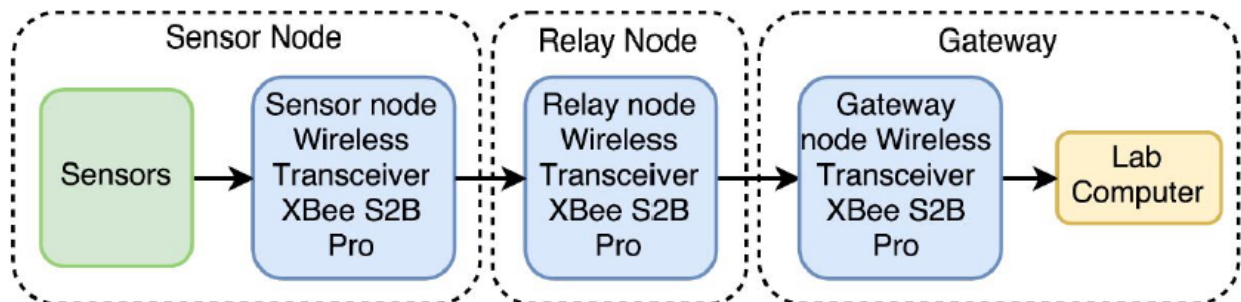 Sensor Node
Relay Node
Gateway
Sensors
Sensor node
Wireless
Transceiver
XBee S2B
Pro
Relay node
Wireless
Transceiver
XBee S2B
Pro
Gateway
node Wireless
Transceiver
XBee S2B
Pro
Lab
Computer